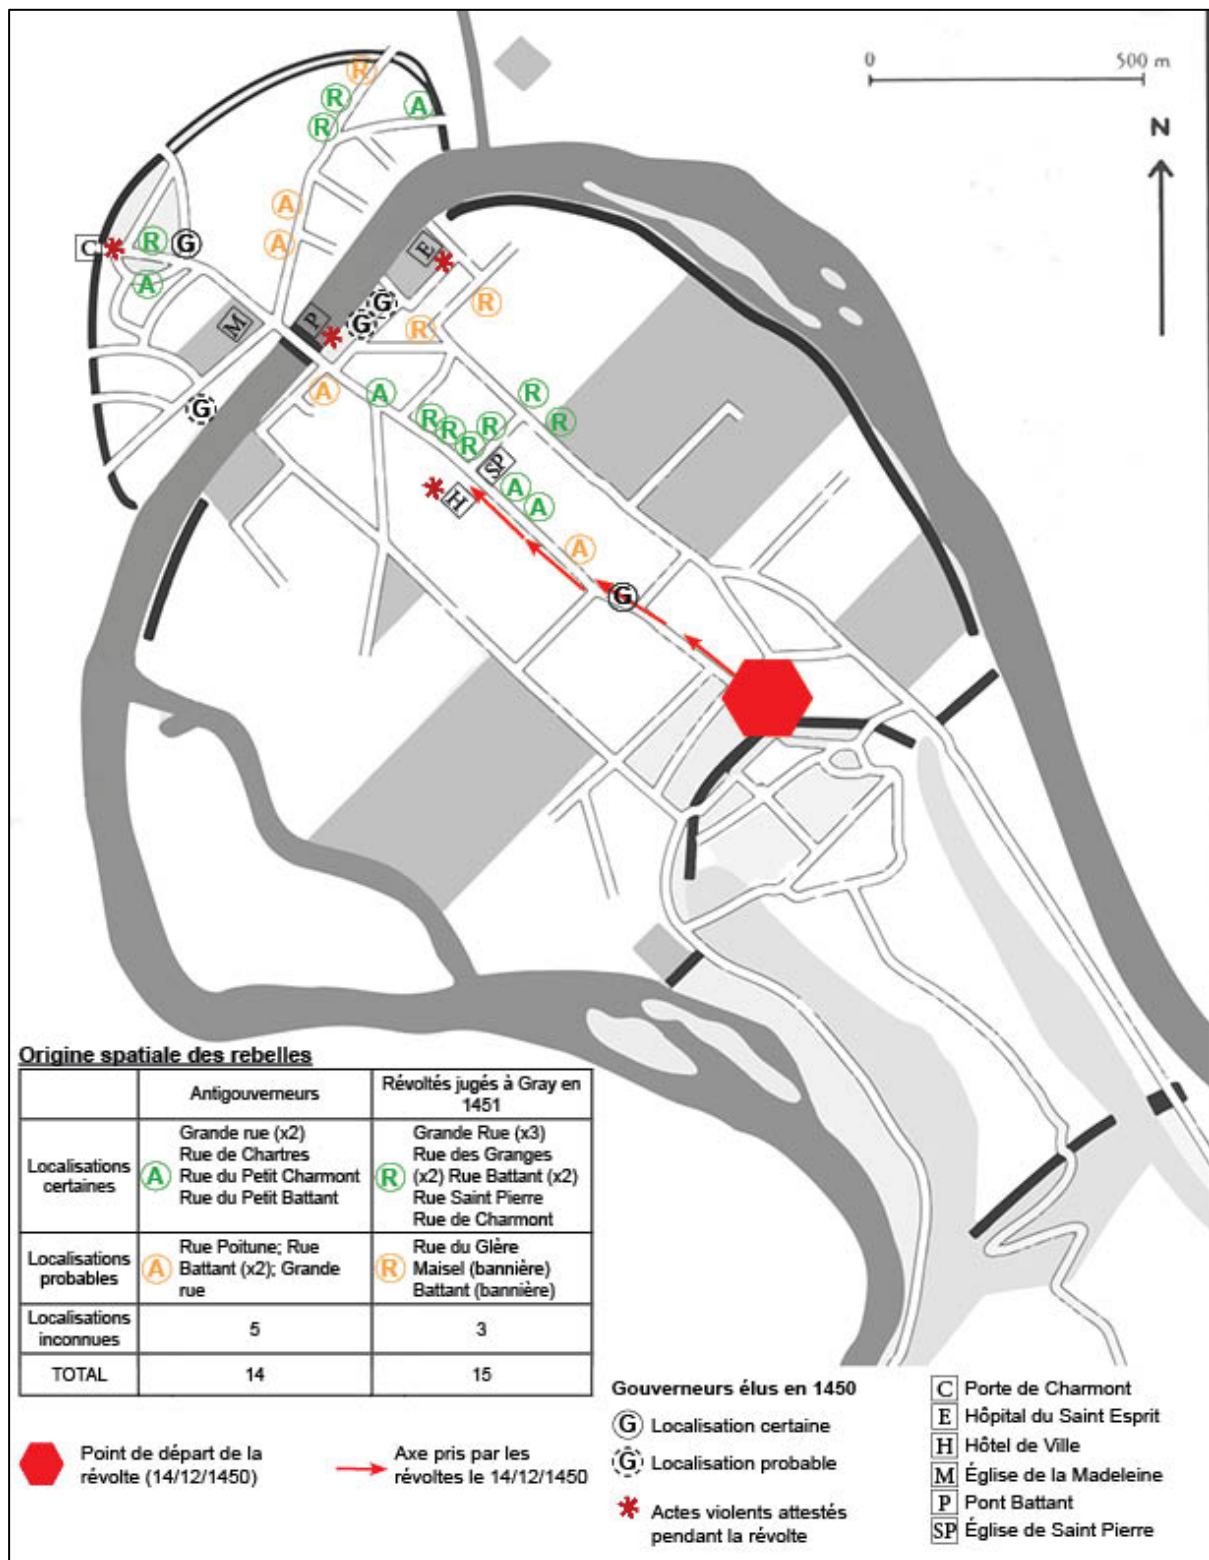 0 500 m
N
R
R
A
R
A
A
C
R
G
A
E
M
P
G
G
R
R
G
A
A
R
R
R
R
R
R
SP
H
A
A
A
G
Origine spatiale des rebelles
Antigouverneurs
Révoltés jugés à Gray en
1451
Localisations
certaines
A
Grande rue (x2)
Rue de Chartres
Rue du Petit Charmont
Rue du Petit Battant
R
Grande Rue (x3)
Rue des Granges
(x2) Rue Battant (x2)
Rue Saint Pierre
Rue de Charmont
Localisations
probables
A
Rue Poitune; Rue
Battant (x2); Grande
rue
R
Rue du Glère
Maisel (bannière)
Battant (bannière)
Localisations
inconnues
5
3
TOTAL
14
15
Point de départ de la
révolte (14/12/1450)
Axe pris par les
révoltes le 14/12/1450
Gouverneurs élus en 1450
G Localisation certaine
G Localisation probable
Actes violents attestés
pendant la révolte
C Porte de Charmont
E Hôpital du Saint Esprit
H Hôtel de Ville
M Église de la Madeleine
P Pont Battant
SP Église de Saint Pierre